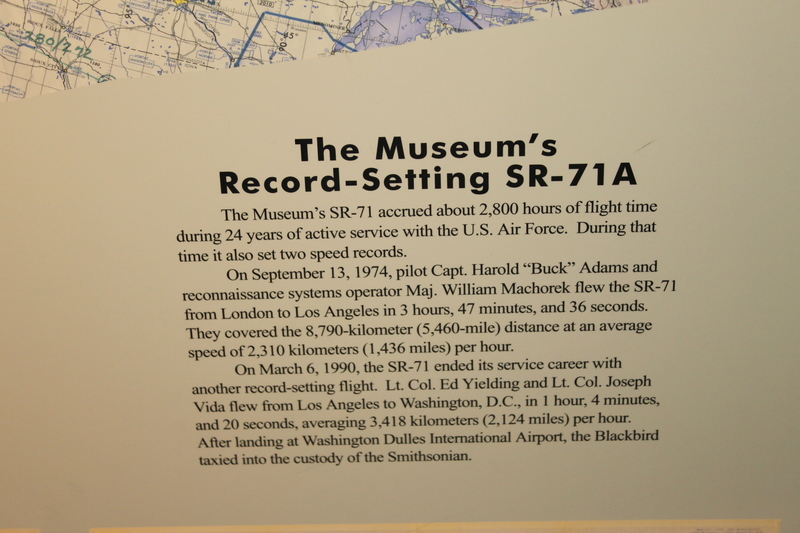 280/272
90-45°
The Museum's
Record-Setting SR-71A
The Museum's SR-71 accrued about 2,800 hours of flight time
during 24 years of active service with the U.S. Air Force. During that
time it also set two speed records.
On September 13, 1974, pilot Capt. Harold “Buck” Adams and
reconnaissance systems operator Maj. William Machorek flew the SR-71
from London to Los Angeles in 3 hours, 47 minutes, and 36 seconds.
They covered the 8,790-kilometer (5,460-mile) distance at an average
speed of 2,310 kilometers (1,436 miles) per hour.
On March 6, 1990, the SR-71 ended its service career with
another record-setting flight. Lt. Col. Ed Yielding and Lt. Col. Joseph
Vida flew from Los Angeles to Washington, D.C., in 1 hour, 4 minutes,
and 20 seconds, averaging 3,418 kilometers (2,124 miles) per hour.
After landing at Washington Dulles International Airport, the Blackbird
taxied into the custody of the Smithsonian.